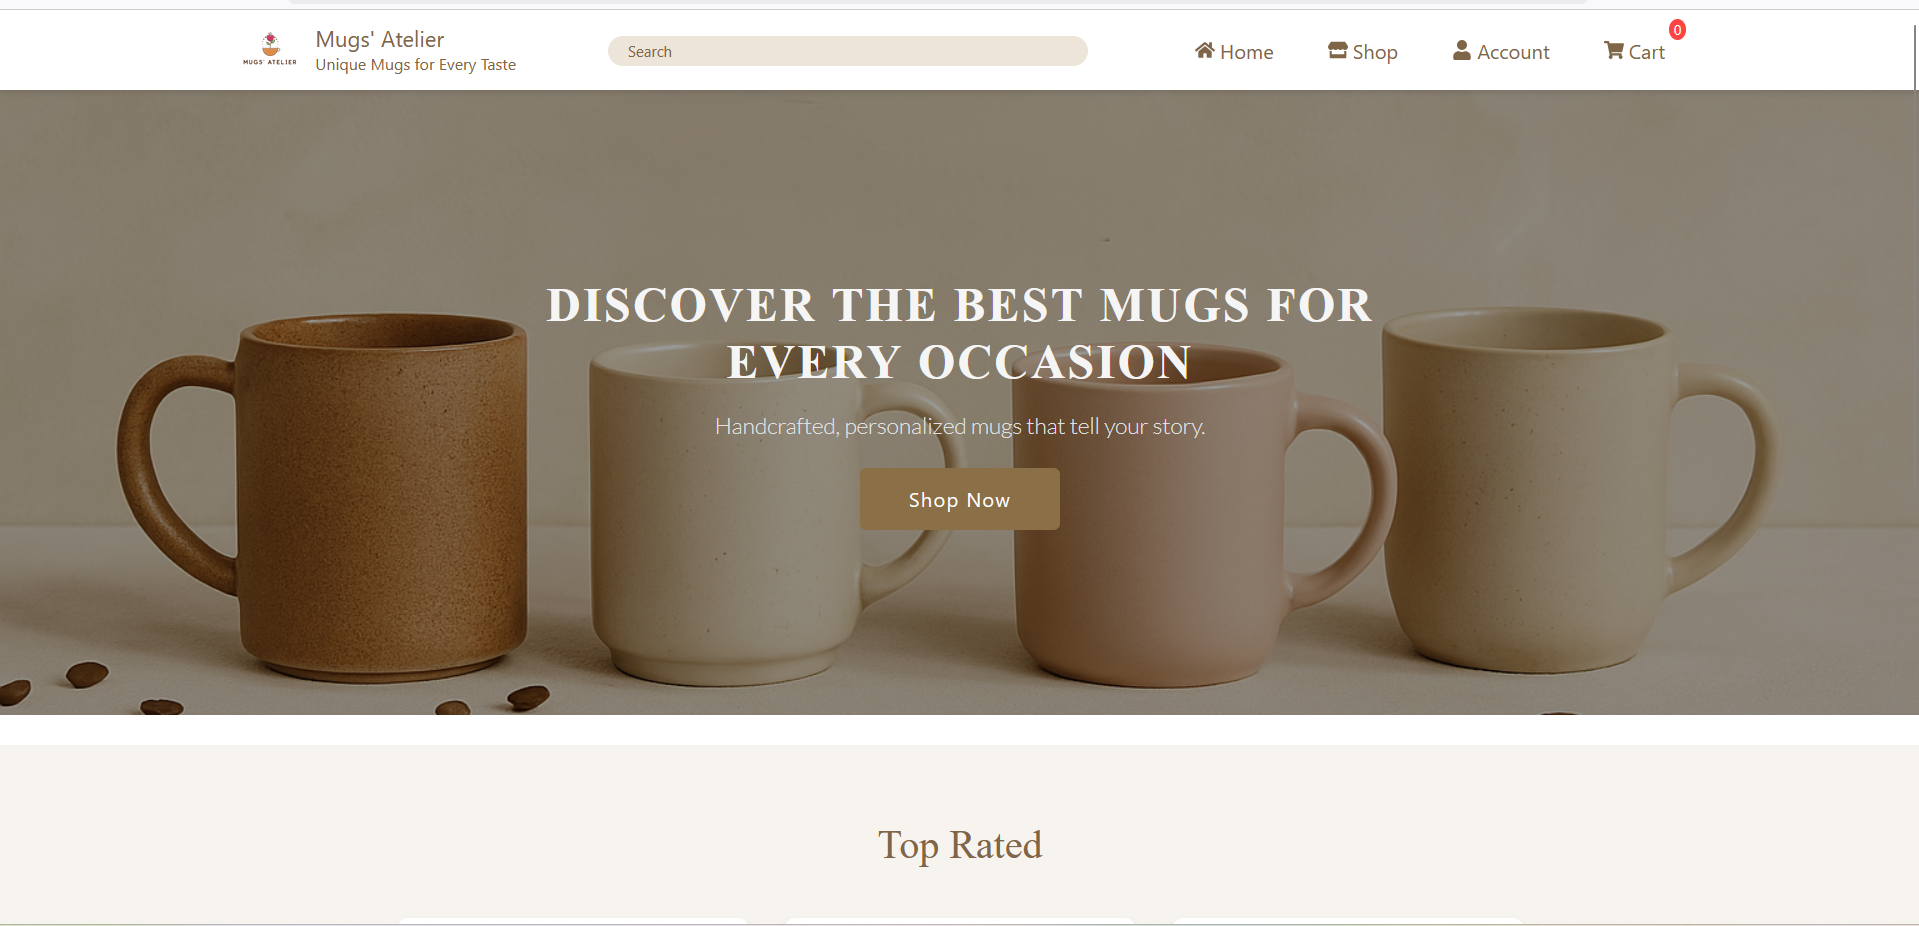 MUGS' ATELIER
Mugs' Atelier
Unique Mugs for Every Taste
Search
Home
Shop
Account
Cart
0
DISCOVER THE BEST MUGS FOR
EVERY OCCASION
Handcrafted, personalized mugs that tell your story.
Shop Now
Top Rated